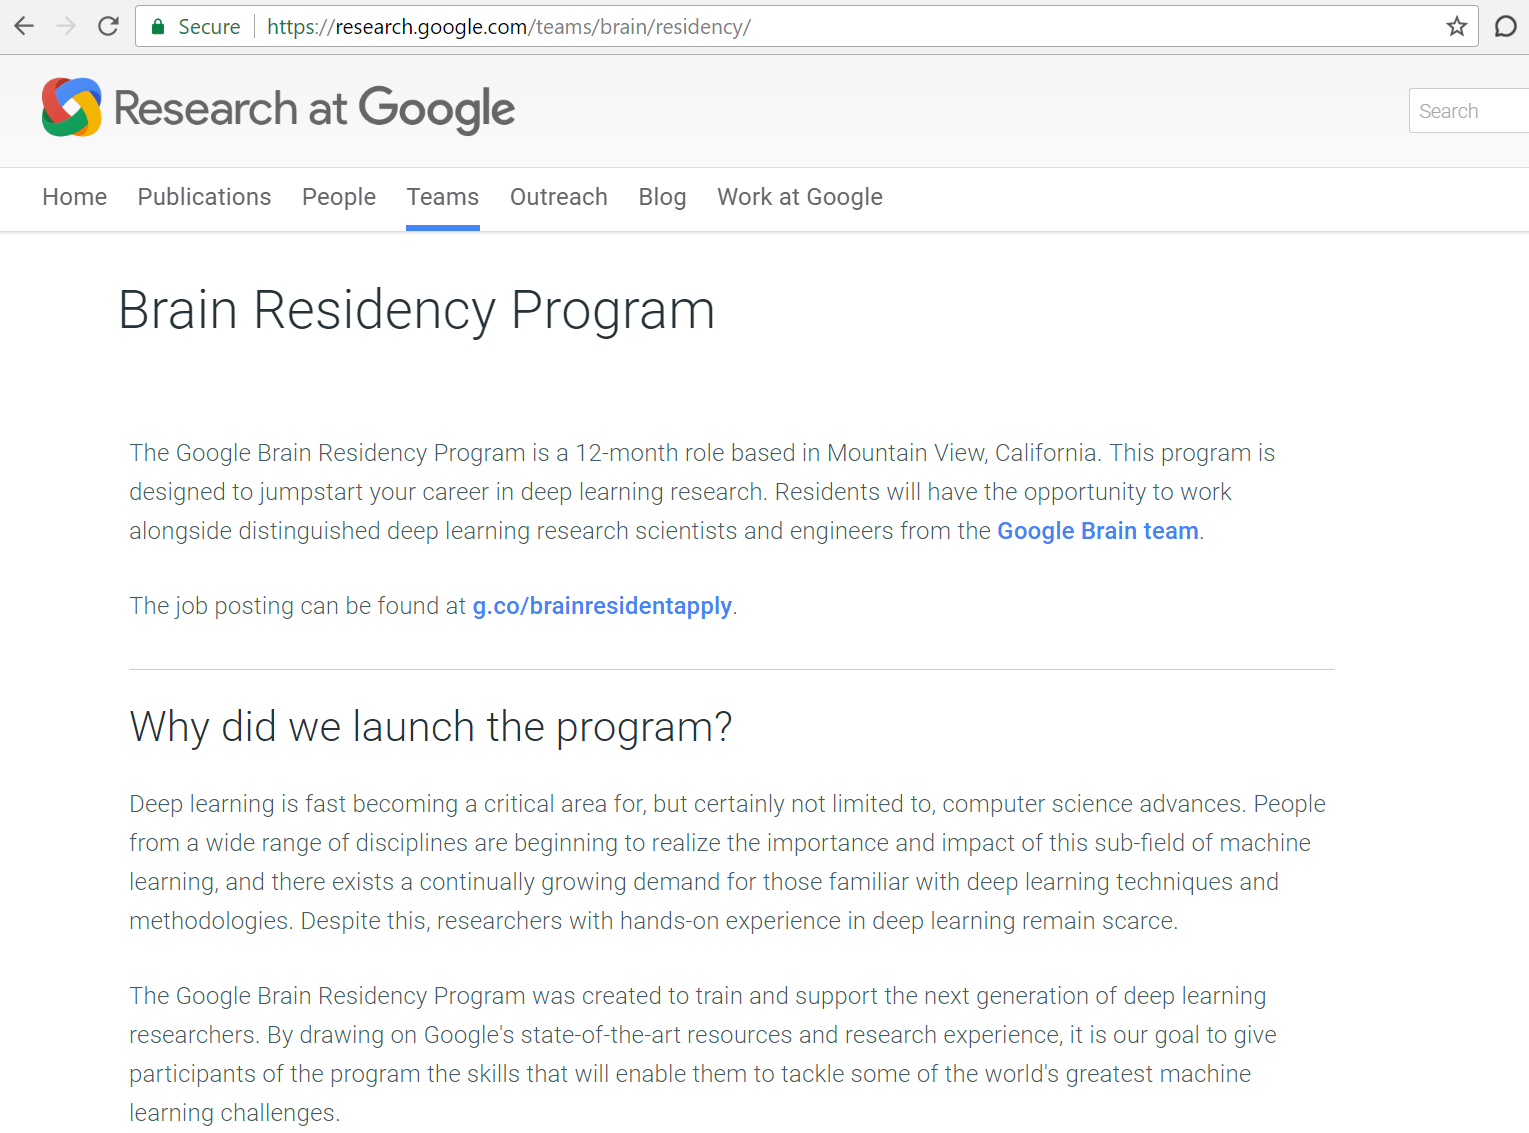 Secure https://research.google.com/teams/brain/residency/
Research at Google
Search
Home Publications People Teams Outreach Blog Work at Google
Brain Residency Program
The Google Brain Residency Program is a 12-month role based in Mountain View, California. This program is
designed to jumpstart your career in deep learning research. Residents will have the opportunity to work
alongside distinguished deep learning research scientists and engineers from the Google Brain team.
The job posting can be found at g.co/brainresidentapply.
Why did we launch the program?
Deep learning is fast becoming a critical area for, but certainly not limited to, computer science advances. People
from a wide range of disciplines are beginning to realize the importance and impact of this sub-field of machine
learning, and there exists a continually growing demand for those familiar with deep learning techniques and
methodologies. Despite this, researchers with hands-on experience in deep learning remain scarce.
The Google Brain Residency Program was created to train and support the next generation of deep learning
researchers. By drawing on Google's state-of-the-art resources and research experience, it is our goal to give
participants of the program the skills that will enable them to tackle some of the world's greatest machine
learning challenges.